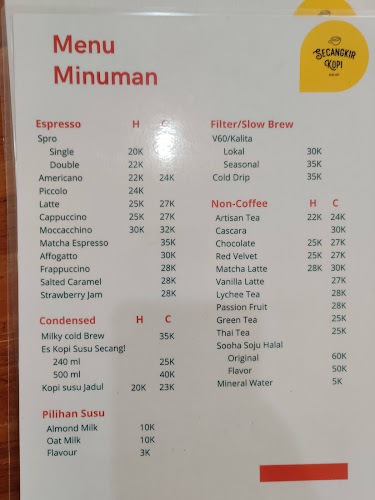 Menu
Minuman
SECANGKIR
KOPI
Espresso H C
Spro
Single 20K
Double 22K
Americano 22K 24K
Piccolo 24K
Latte 25K 27K
Cappuccino 25K 27K
Moccacchino 30K 32K
Matcha Espresso 35K
Affogatto 30K
Frappuccino 28K
Salted Caramel 28K
Strawberry Jam 28K
Condensed H C
Milky cold Brew 35K
Es Kopi Susu Secangl
240 ml 25K
500 ml 40K
Kopi susu Jadul 20K 23K
Pilihan Susu
Almond Milk 10K
Oat Milk 10K
Flavour 3K
Filter/Slow Brew
V60/Kalita
Lokal 30K
Seasonal 35K
Cold Drip 35K
Non-Coffee H C
Artisan Tea 22K 24K
Cascara 30K
Chocolate 25K 27K
Red Velvet 25K 27K
Matcha Latte 28K 30K
Vanilla Latte 27K
Lychee Tea 28K
Passion Fruit 28K
Green Tea 25K
Thai Tea 25K
Sooha Soju Halal
Original 60K
Flavor 50K
Mineral Water 5K